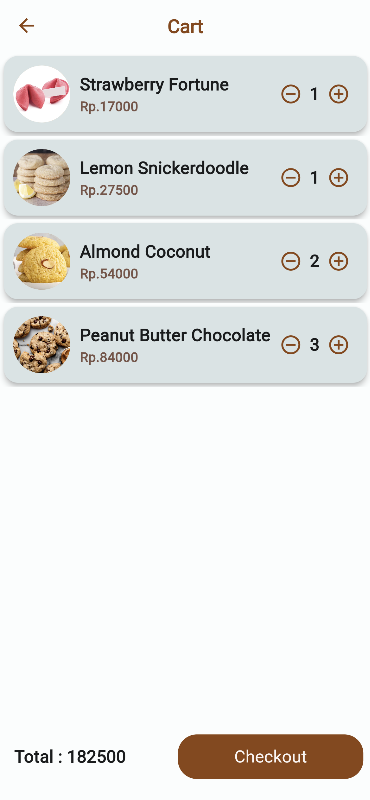 Cart
Strawberry Fortune
Rp.17000
1
Lemon Snickerdoodle
Rp.27500
1
Almond Coconut
Rp.54000
2
Peanut Butter Chocolate
Rp.84000
3
Total : 182500
Checkout